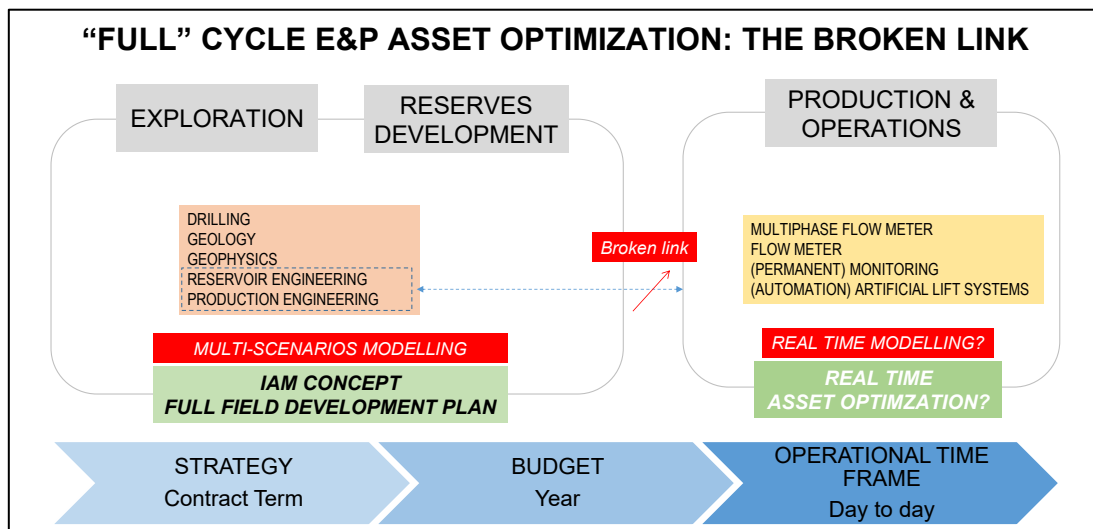 “FULL” CYCLE E&P ASSET OPTIMIZATION: THE BROKEN LINK
EXPLORATION
RESERVES
DEVELOPMENT
PRODUCTION &
OPERATIONS
DRILLING
GEOLOGY
GEOPHYSICS
RESERVOIR ENGINEERING
PRODUCTION ENGINEERING
Broken link
MULTIPHASE FLOW METER
FLOW METER
(PERMANENT) MONITORING
(AUTOMATION) ARTIFICIAL LIFT SYSTEMS
MULTI-SCENARIOS MODELLING
IAM CONCEPT
FULL FIELD DEVELOPMENT PLAN
REAL TIME MODELLING?
REAL TIME
ASSET OPTIMZATION?
STRATEGY
Contract Term
BUDGET
Year
OPERATIONAL TIME
FRAME
Day to day